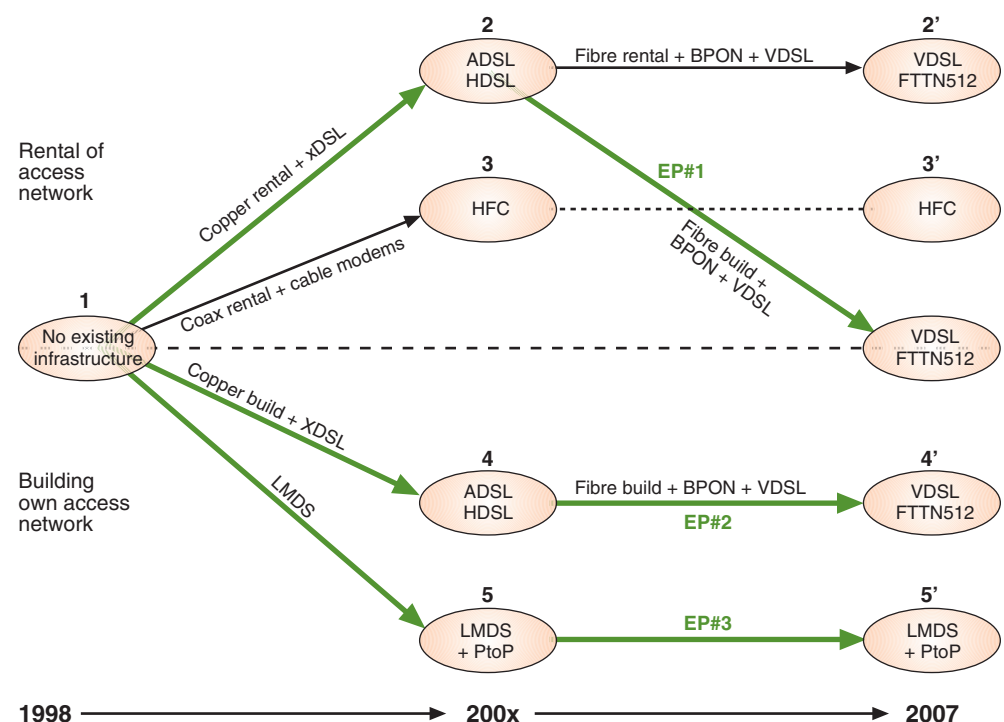 2
ADSL
HDSL
Fibre rental + BPON + VDSL
2’
VDSL
FTTN512
Rental of
access
network
Copper rental + xDSL
3
HFC
EP#1
3’
HFC
Coax rental + cable modems
Fibre build +
BPON + VDSL
1
No existing
infrastructure
VDSL
FTTN512
Copper build + XDSL
Building
own access
network
LMDS
4
ADSL
HDSL
Fibre build + BPON + VDSL
EP#2
4’
VDSL
FTTN512
5
LMDS
+ PtoP
EP#3
5’
LMDS
+ PtoP
1998
200x
2007